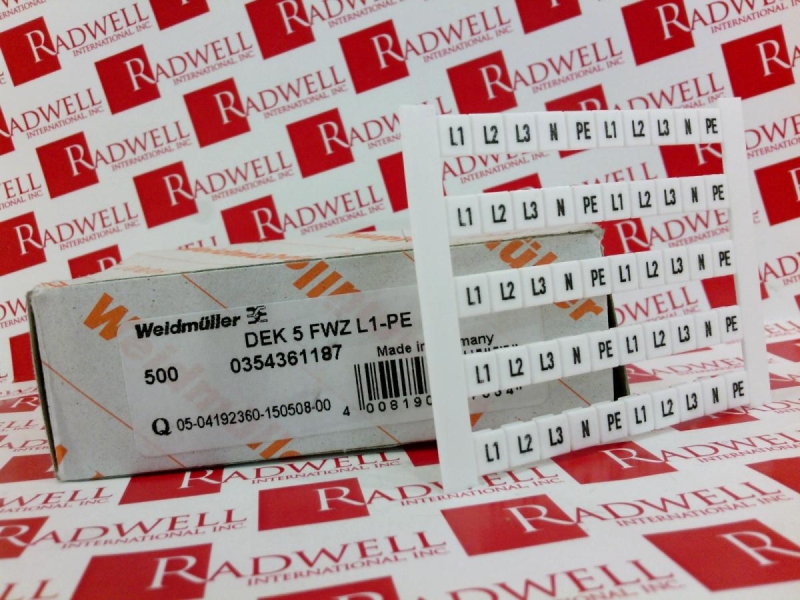 Weidmüller
DEK 5 FWZ L1-PE
500
0354361187
Made in
many
Q 05-04192360-150508-00
4 008190
L1 L2 L3 N PE L1 L2 L3 N PE
L1 L2 L3 N PE L1 L2 L3 N PE
L1 L2 L3 N PE L1 L2 L3 N PE
L1 L2 L3 N PE L1 L2 L3 N PE
L1 L2 L3 N PE L1 L2 L3 N PE
RADWELL
INTERNATIONAL, INC.